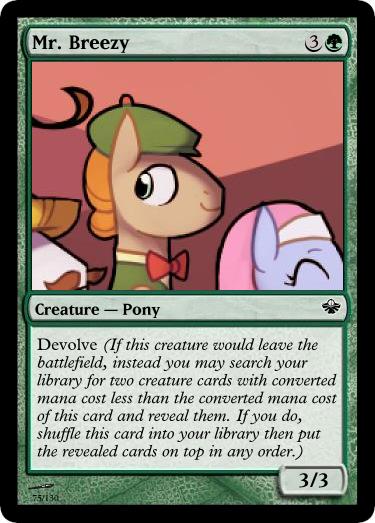 Mr. Breezy 3
Creature — Pony
Devolve (If this creature would leave the
battlefield, instead you may search your
library for two creature cards with converted
mana cost less than the converted mana cost
of this card and reveal them. If you do,
shuffle this card into your library then put
the revealed cards on top in any order.)
3/3
75/130